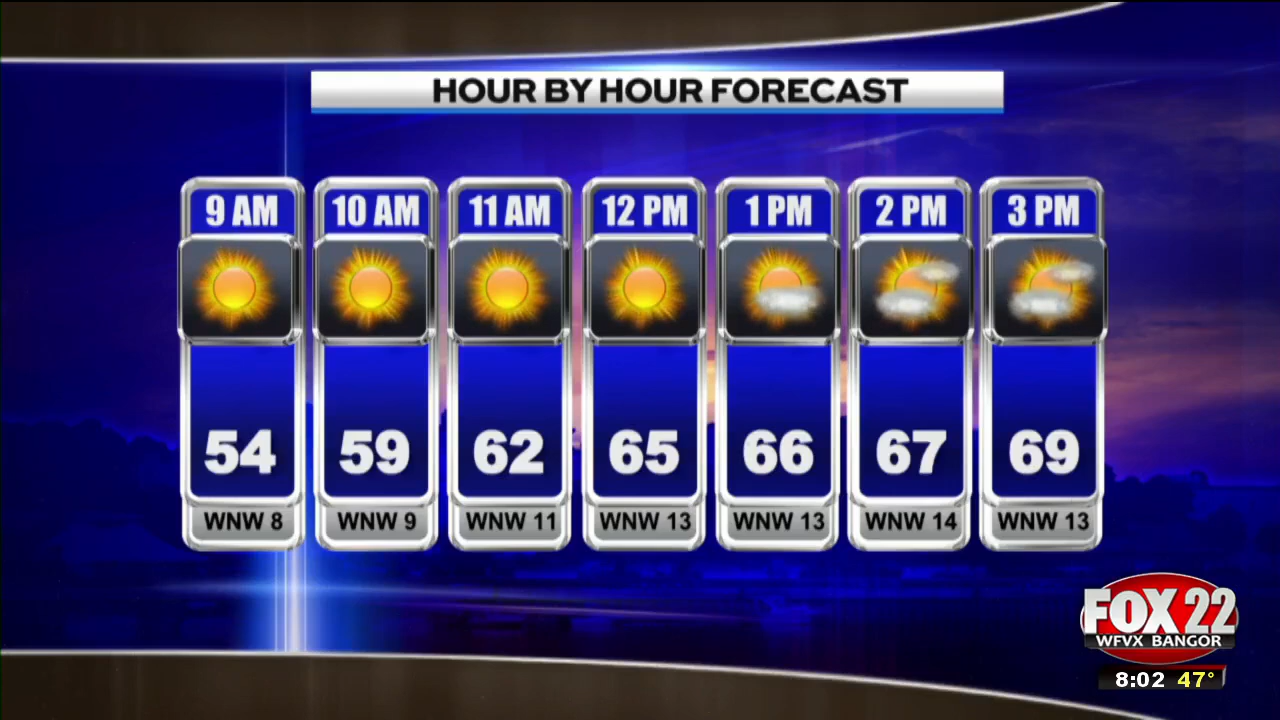 HOUR BY HOUR FORECAST
9 AM 10 AM 11 AM 12 PM 1 PM 2 PM 3 PM
54 59 62 65 66 67 69
WNW 8 WNW 9 WNW 11 WNW 13 WNW 13 WNW 14 WNW 13
FOX 22
WFVX BANGOR
8:02 47°